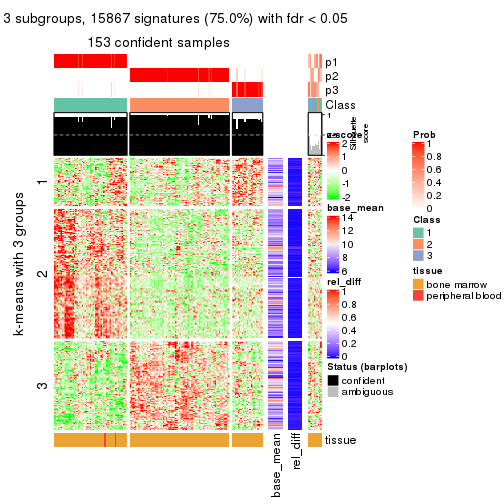 3 subgroups, 15867 signatures (75.0%) with fdr < 0.05
153 confident samples
p1
p2
p3
Class
1
Silhouette
score
z-score
2
1
0
-1
-2
base_mean
14
12
10
8
6
rel_diff
1
0.8
0.6
0.4
0.2
0
Status (barplots)
confident
ambiguous
Prob
1
0.8
0.6
0.4
0.2
0
Class
1
2
3
tissue
bone marrow
peripheral blood
k-means with 3 groups
1
2
3
tissue
base_mean
rel_diff